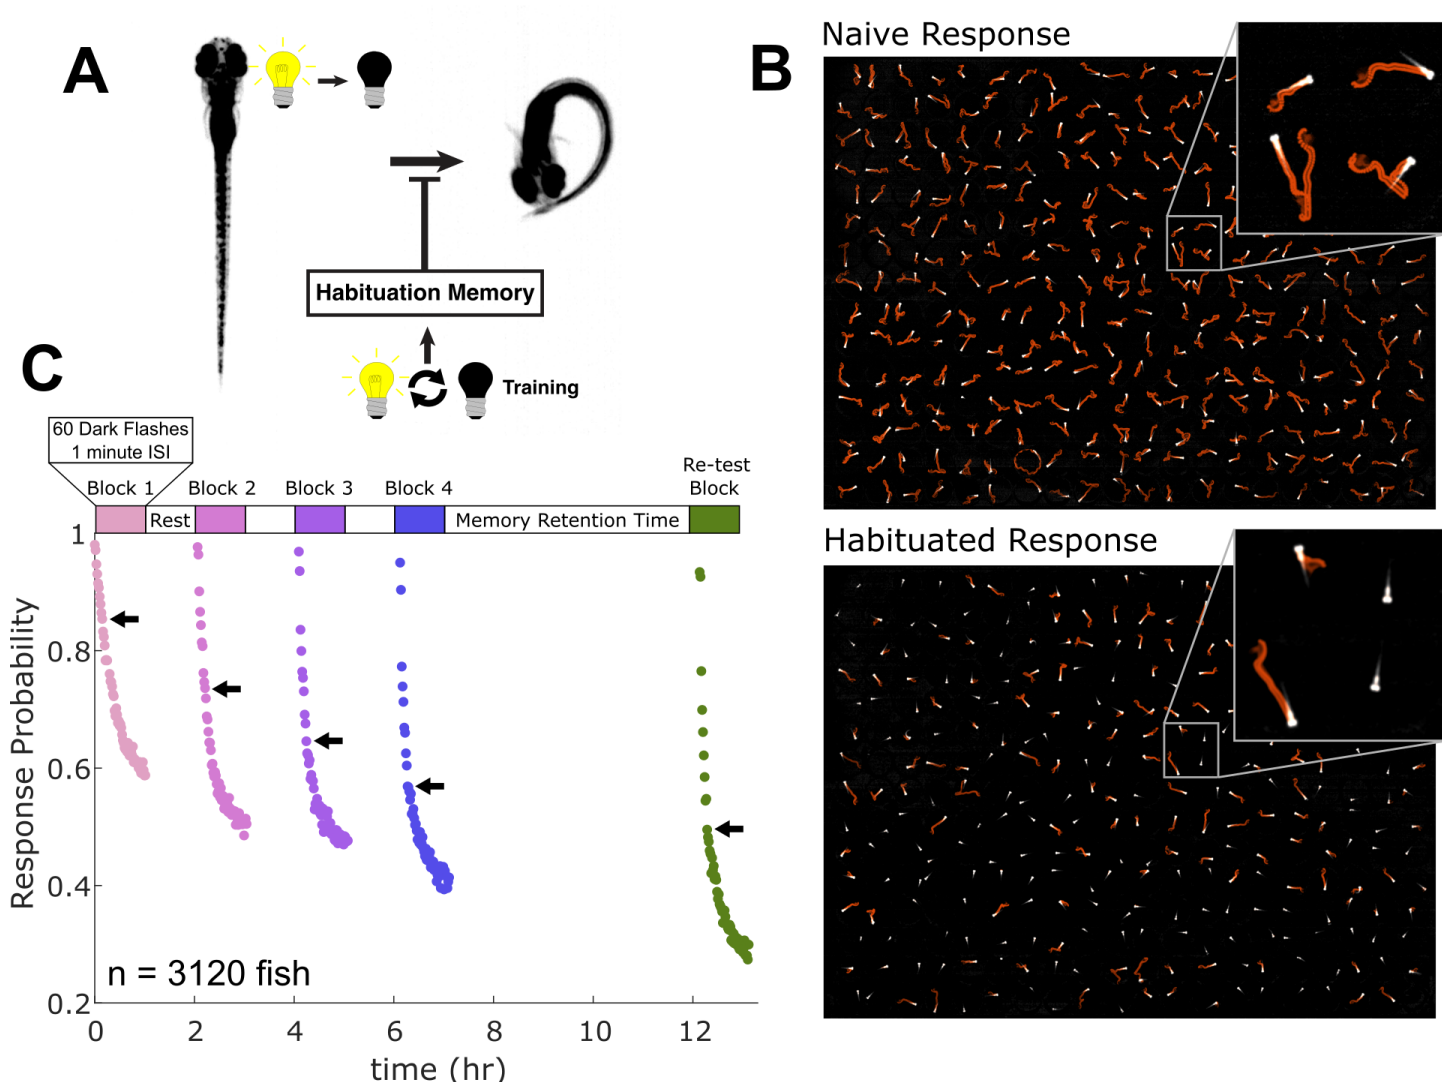 A
Habituation Memory
Training
B
Naive Response
Habituated Response
C
60 Dark Flashes
1 minute ISI
Block 1
Block 2
Block 3
Block 4
Re-test
Block
Rest
Memory Retention Time
Response Probability
1
0.8
0.6
0.4
0.2
n = 3120 fish
0
2
4
6
8
10
12
time (hr)